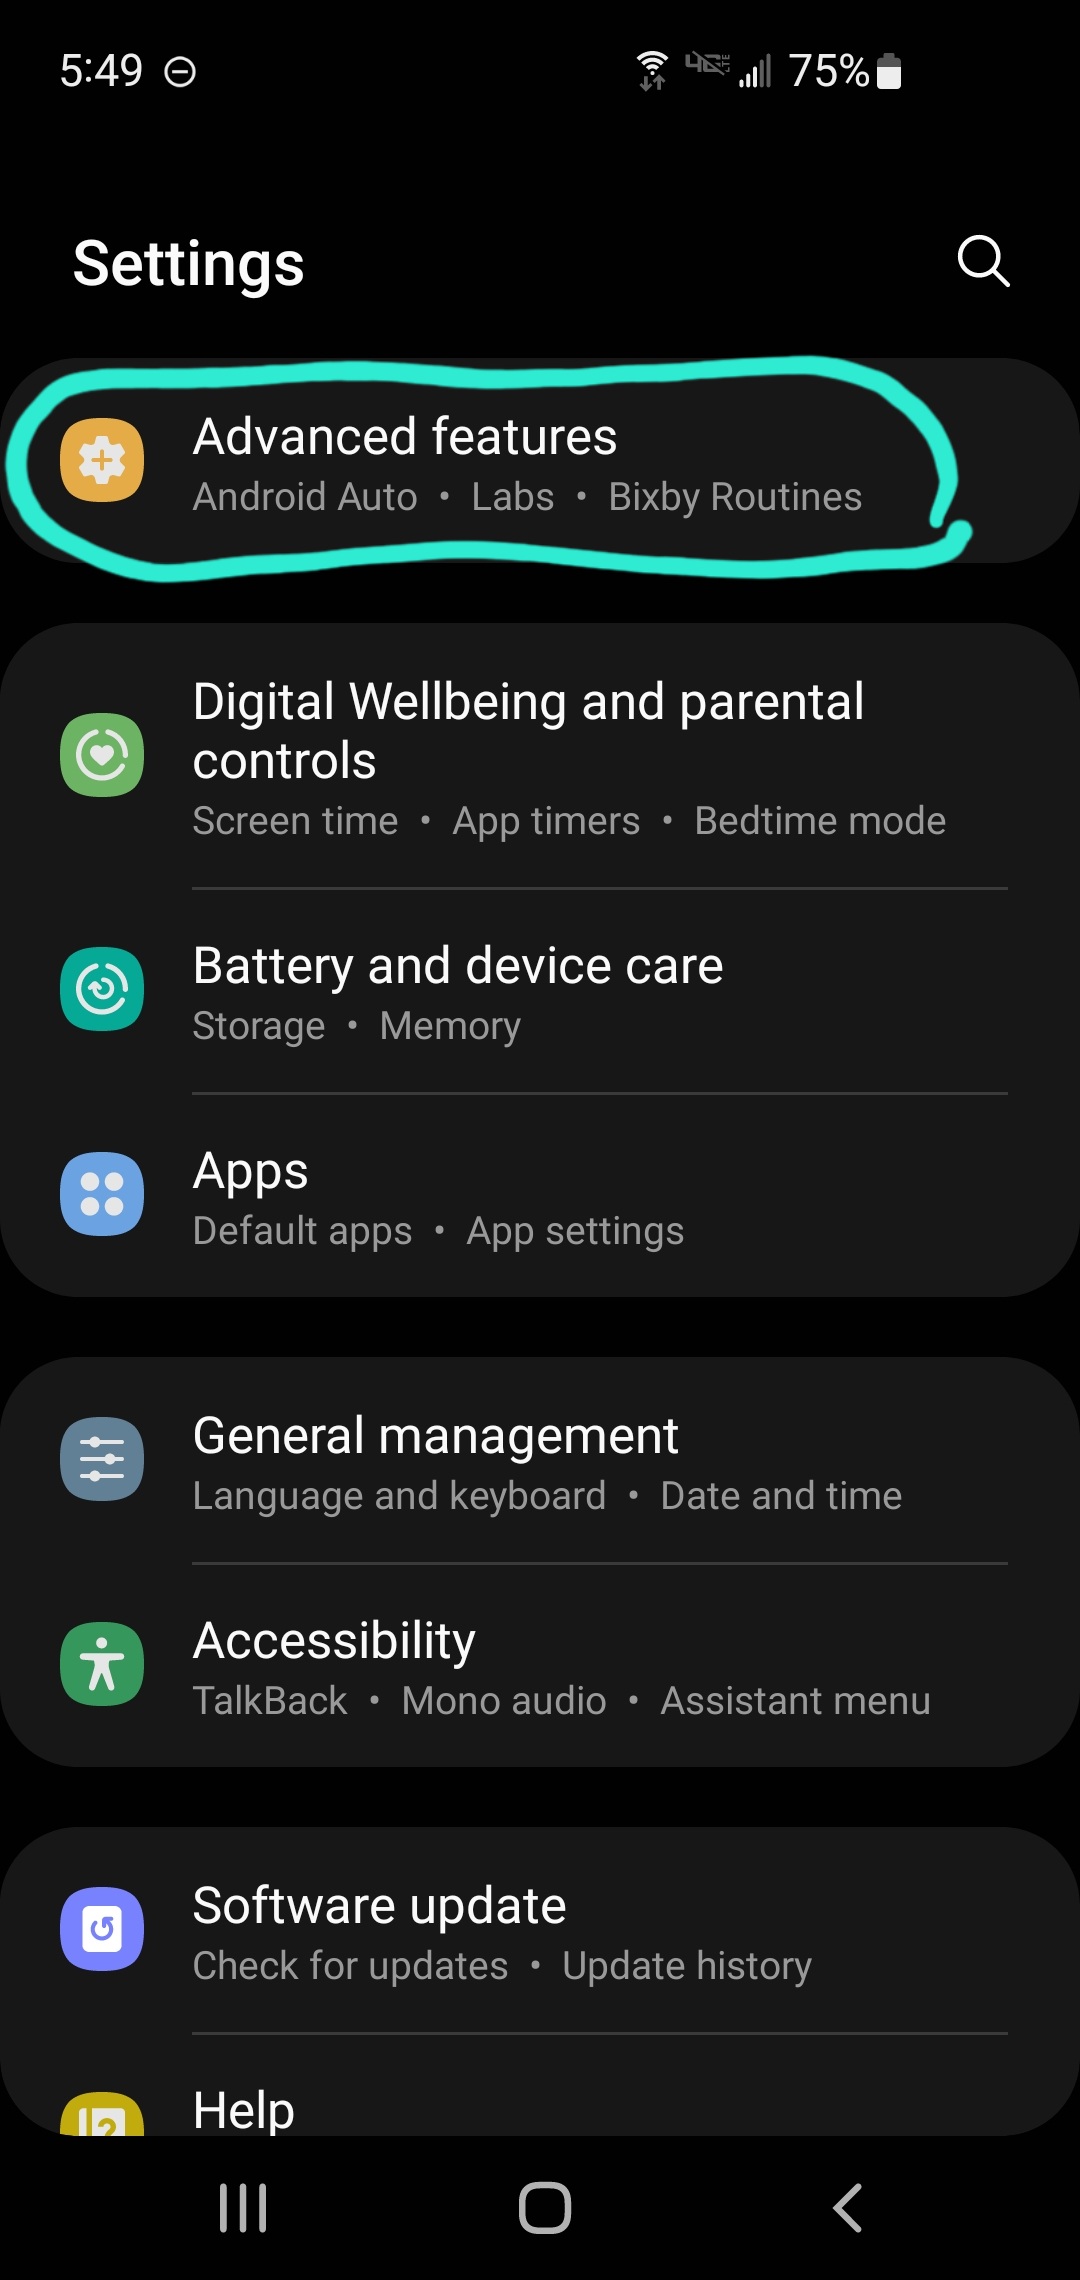 5:49 4G LTE 75%
Settings
Advanced features
Android Auto • Labs • Bixby Routines
Digital Wellbeing and parental
controls
Screen time • App timers • Bedtime mode
Battery and device care
Storage • Memory
Apps
Default apps • App settings
General management
Language and keyboard • Date and time
Accessibility
TalkBack • Mono audio • Assistant menu
Software update
Check for updates • Update history
Help